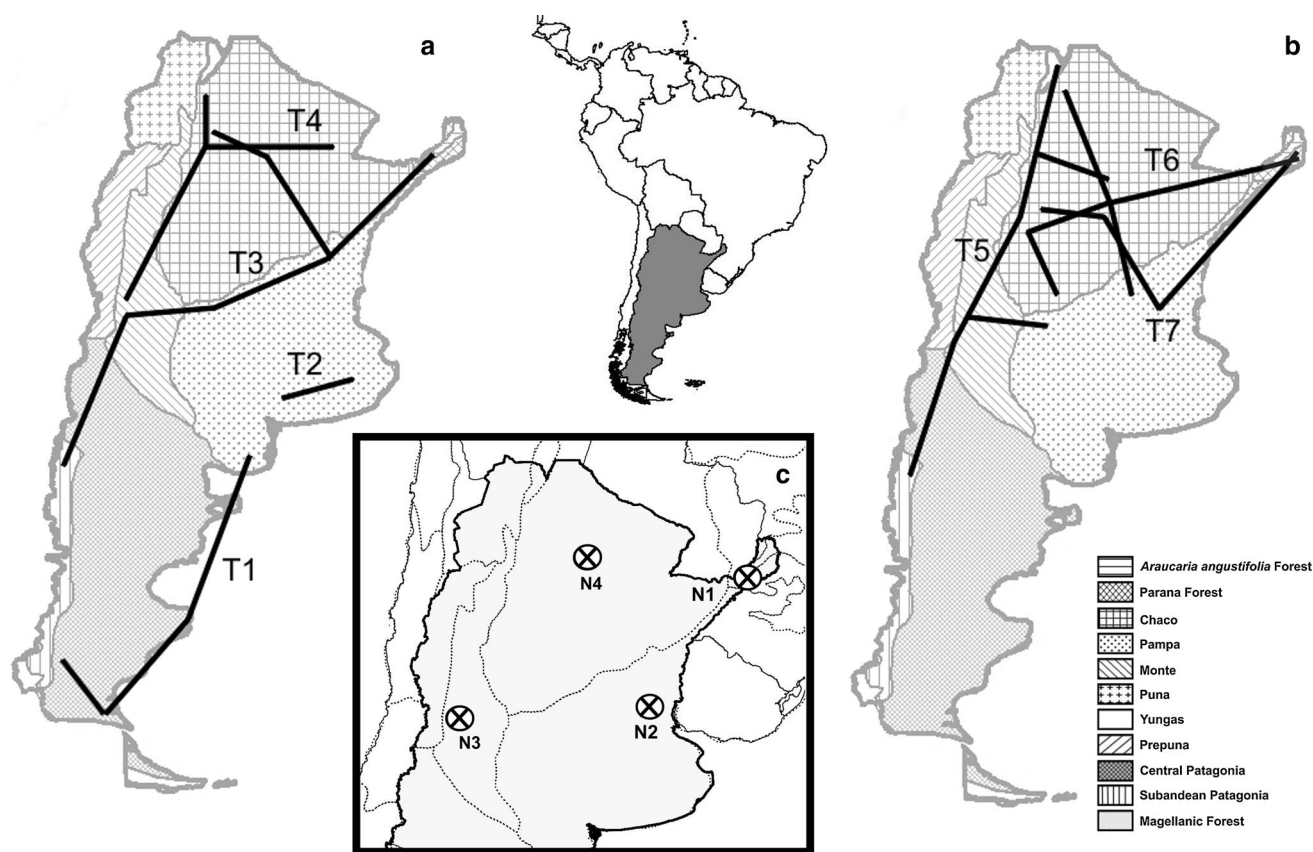 a
T4
T3
T2
T1
b
T6
T5
T7
c
N4
N1
N3
N2
Araucaria angustifolia Forest
Parana Forest
Chaco
Pampa
Monte
Puna
Yungas
Prepuna
Central Patagonia
Subandean Patagonia
Magellanic Forest